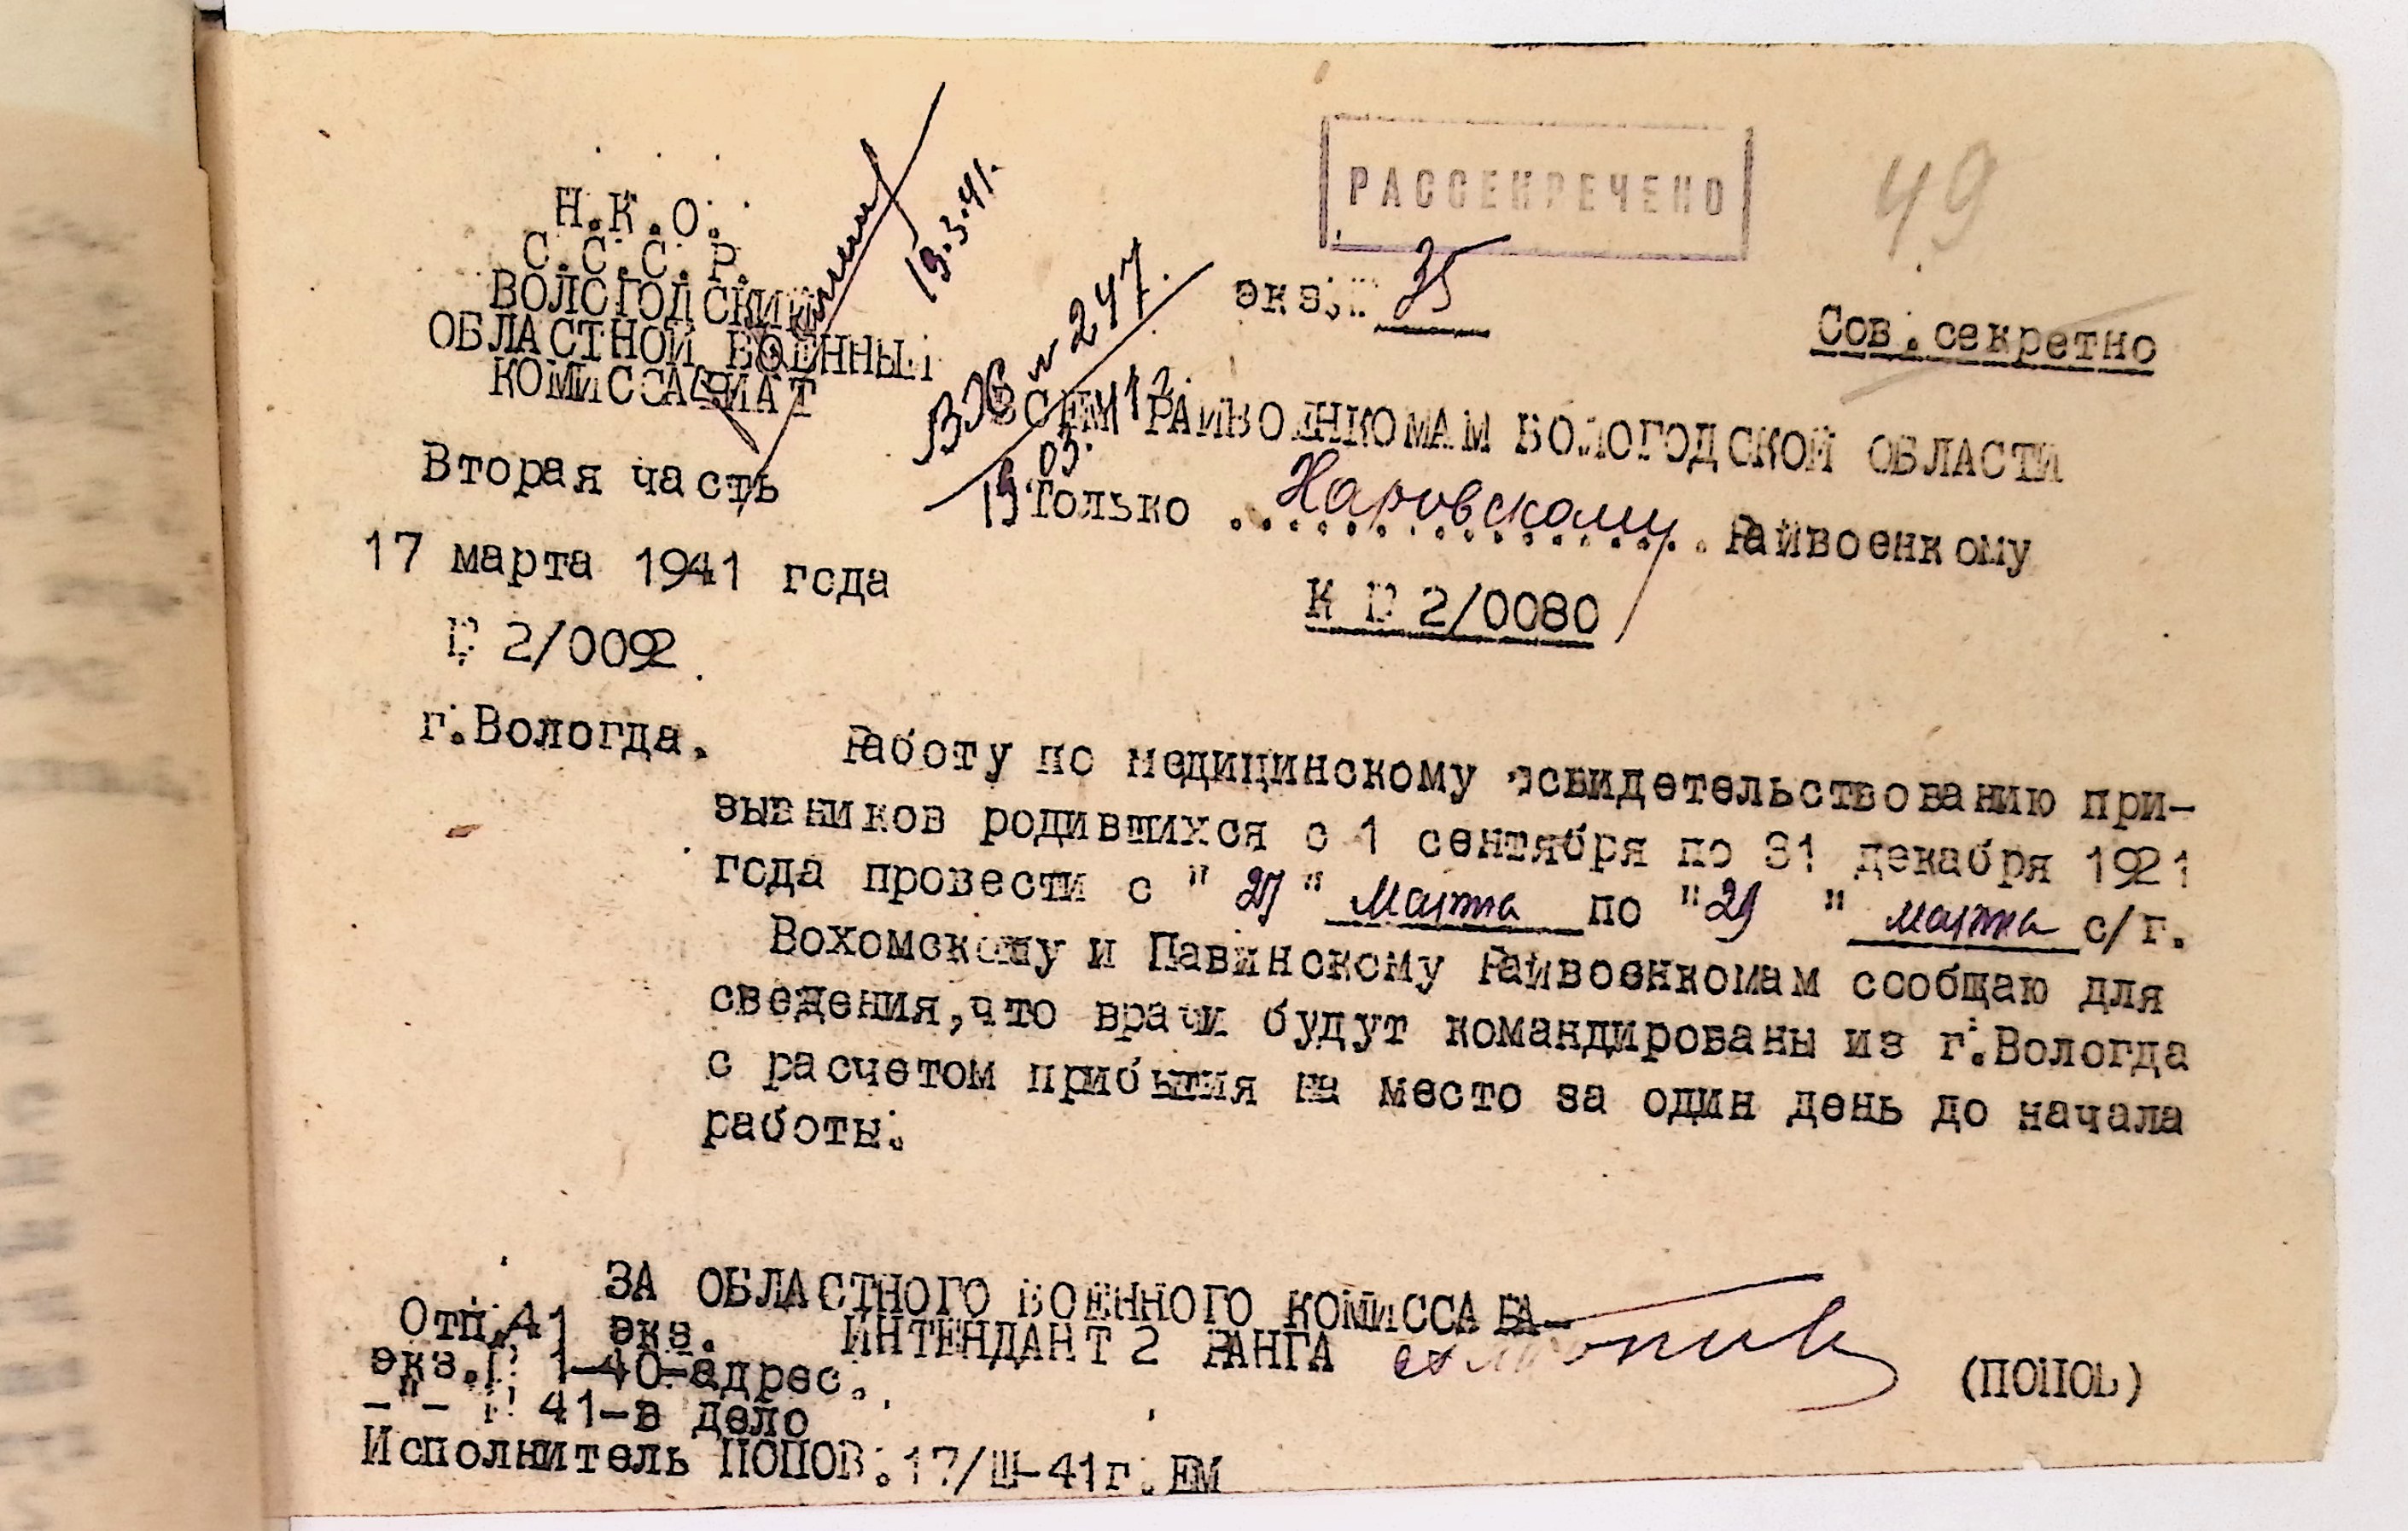 РАССЕКРЕЧЕНО
49
Н.К.О.
С.С.С.Р.
ВОЛОГОДСКИЙ
ОБЛАСТНОЙ ВОЕННЫЙ
КОМИССАРИАТ
19.3.41.
экз. № 35
Сов. секретно
Вх № 247.
ВСЕМ РАЙВОЕНКОМАМ ВОЛОГОДСКОЙ ОБЛАСТИ
Вторая часть
19 03.
Только Харовскому Райвоенкому
17 марта 1941 года
К № 2/0080
№ 2/0092
г.Вологда.
Работу по медицинскому освидетельствованию при-
зывников родившихся с 1 сентября по 31 декабря 1921
года провести с " 27 " марта по "29 " марта с/г.
Вохомскому и Павинскому Райвоенкомам сообщаю для
сведения,что врачи будут командированы из г.Вологда
с расчетом прибытия на место за один день до начала
работы.
ЗА ОБЛАСТНОГО ВОЕННОГО КОМИССАРА-
ИНТЕНДАНТ 2 РАНГА
(ПОПОВ)
Отп.41 экз.
экз.№ 1-40-адрес.
-"- № 41-в дело
Исполнитель ПОПОВ.17/Ш-41г.ЕМ